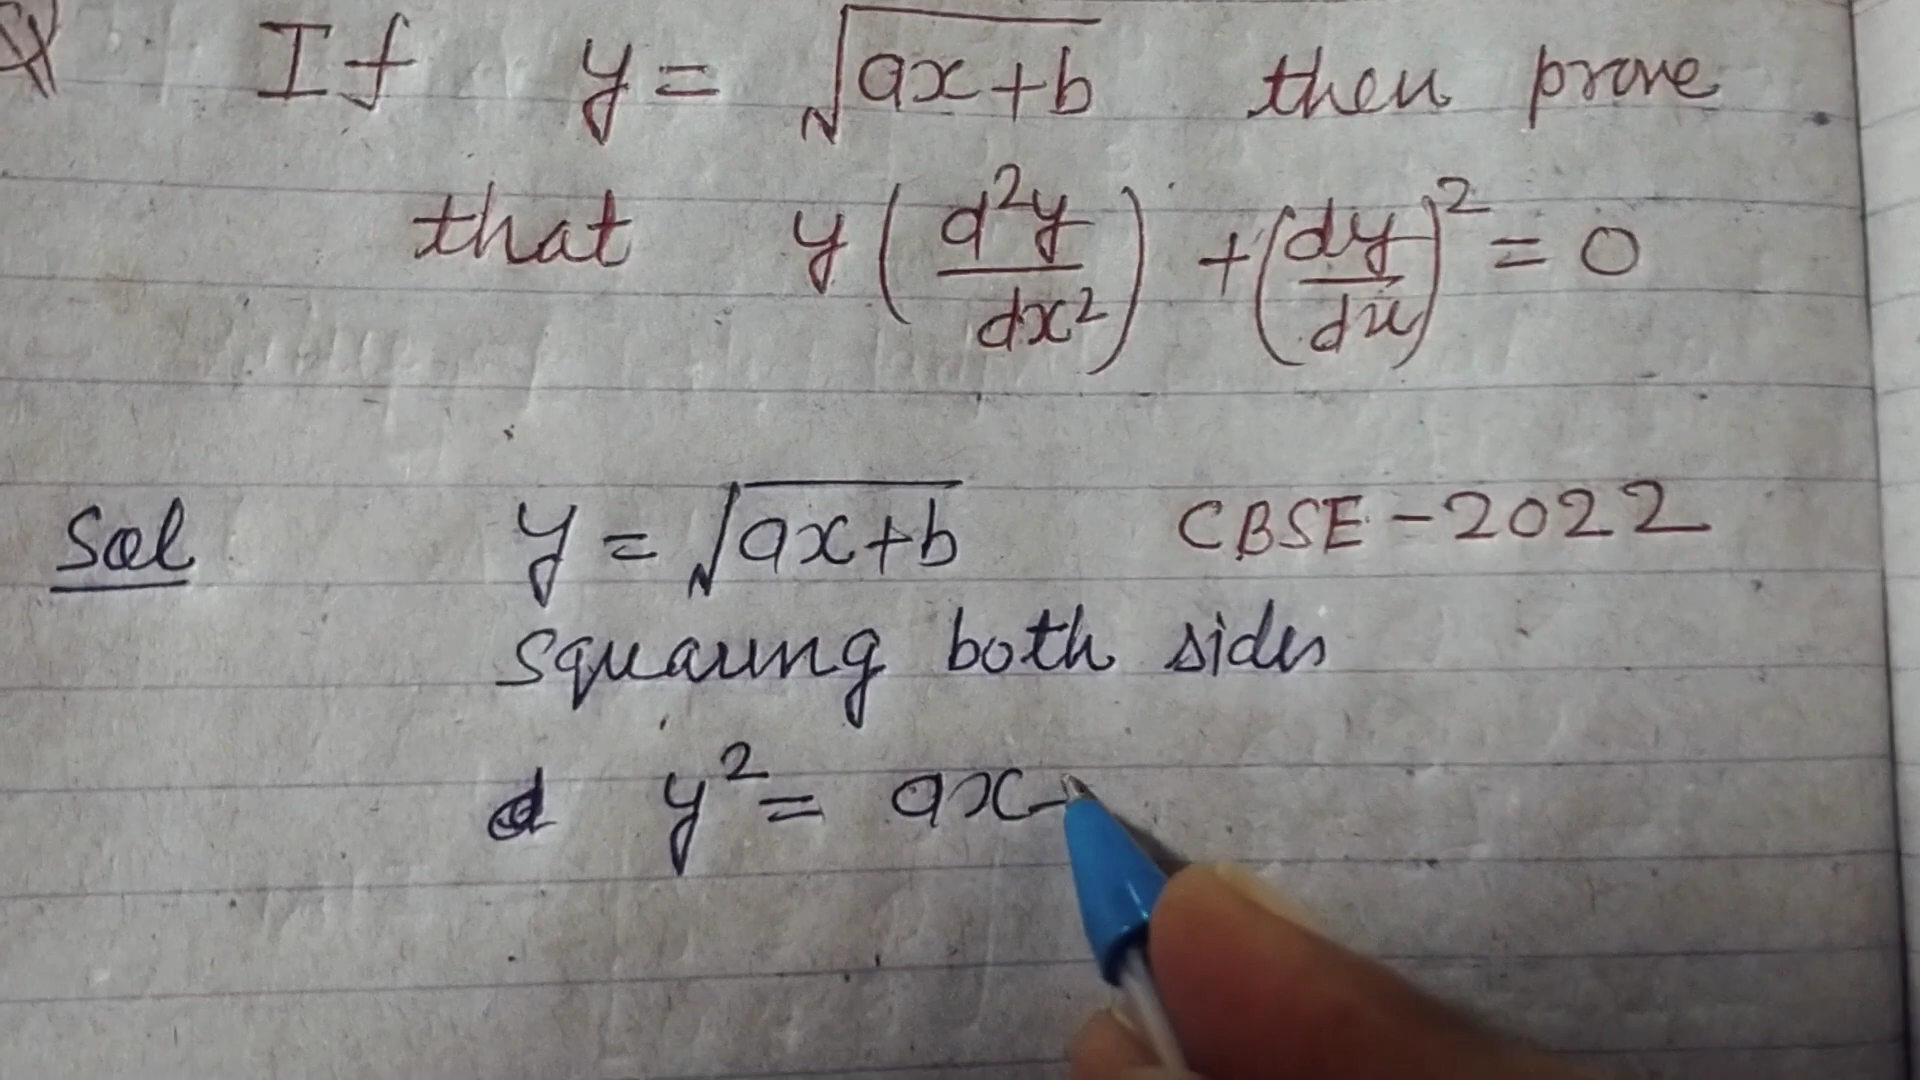 Q If y = √(ax+b) then prove
that y(d²y/dx²) + (dy/dx)² = 0
Sol y = √(ax+b) CBSE - 2022
squaring both sides
d y² = ax